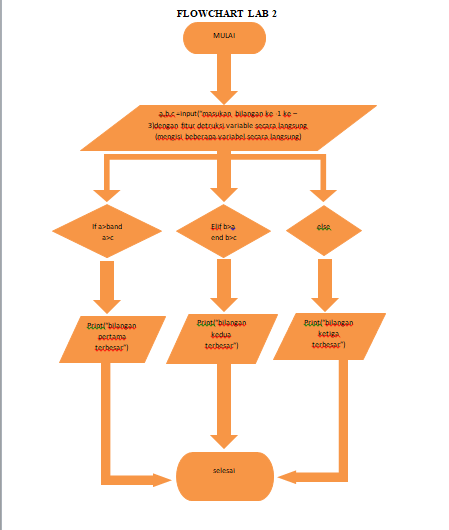 FLOWCHART LAB 2
MULAI
a,b,c =input("masukan bilangan ke -1 ke –
3)dengan fitur detruksi variable secara langsung
(mengisi beberapa variabel secara langsung)
If a>band
a>c
Elif b>a
end b>c
else
Print("bilangan
pertama
terbesar")
Print("bilangan
kedua
terbesar")
Print("bilangan
ketiga
terbesar")
selesai